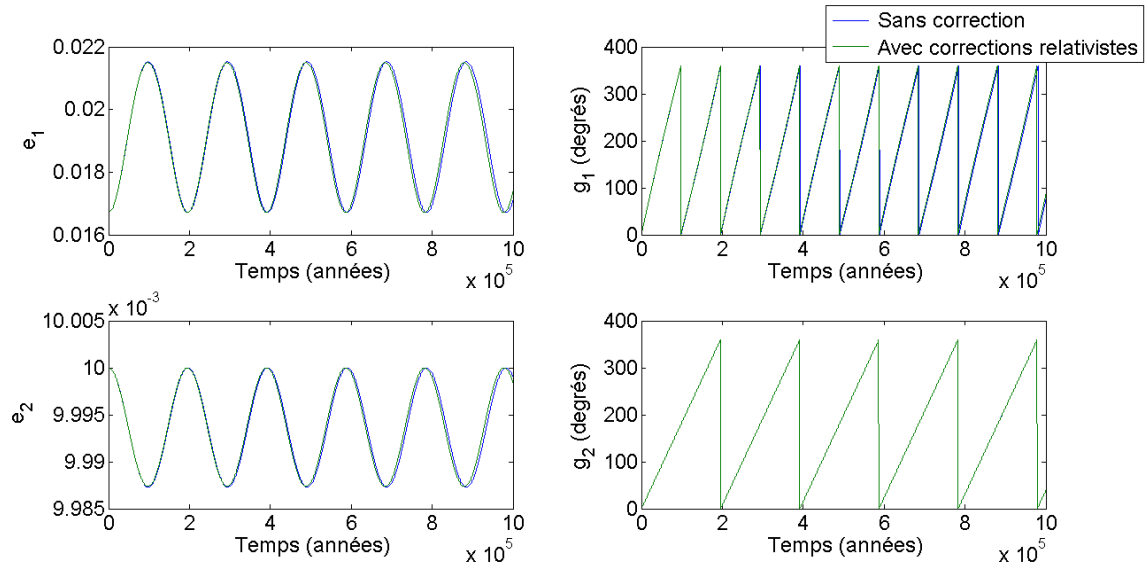 Sans correction
Avec corrections relativistes
0.022
0.02
0.018
0.016
e1
0 2 4 6 8 10
Temps (années)
x 10^5
400
300
200
100
0
g1 (degrés)
0 2 4 6 8 10
Temps (années)
x 10^5
x 10^-3
10.005
10
9.995
9.99
9.985
e2
0 2 4 6 8 10
Temps (années)
x 10^5
400
300
200
100
0
g2 (degrés)
0 2 4 6 8 10
Temps (années)
x 10^5